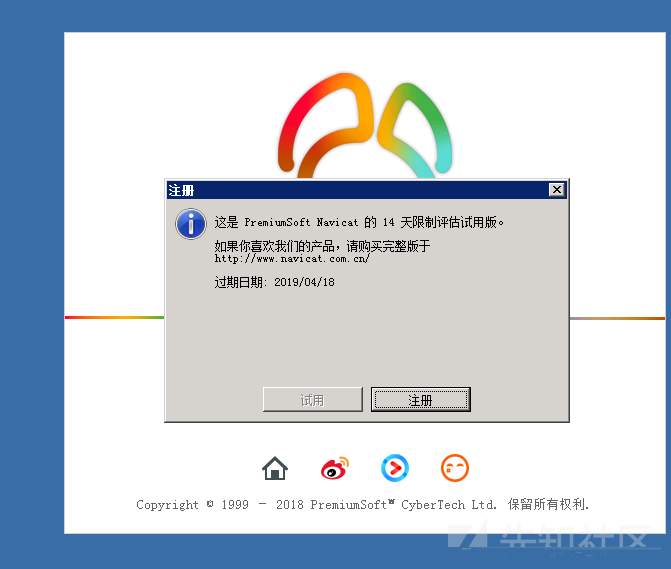 注册
这是 PremiumSoft Navicat 的 14 天限制评估试用版。
如果你喜欢我们的产品，请购买完整版于
http://www.navicat.com.cn/
过期日期: 2019/04/18
试用
注册
Copyright © 1999 - 2018 PremiumSoft™ CyberTech Ltd. 保留所有权利.
先知社区